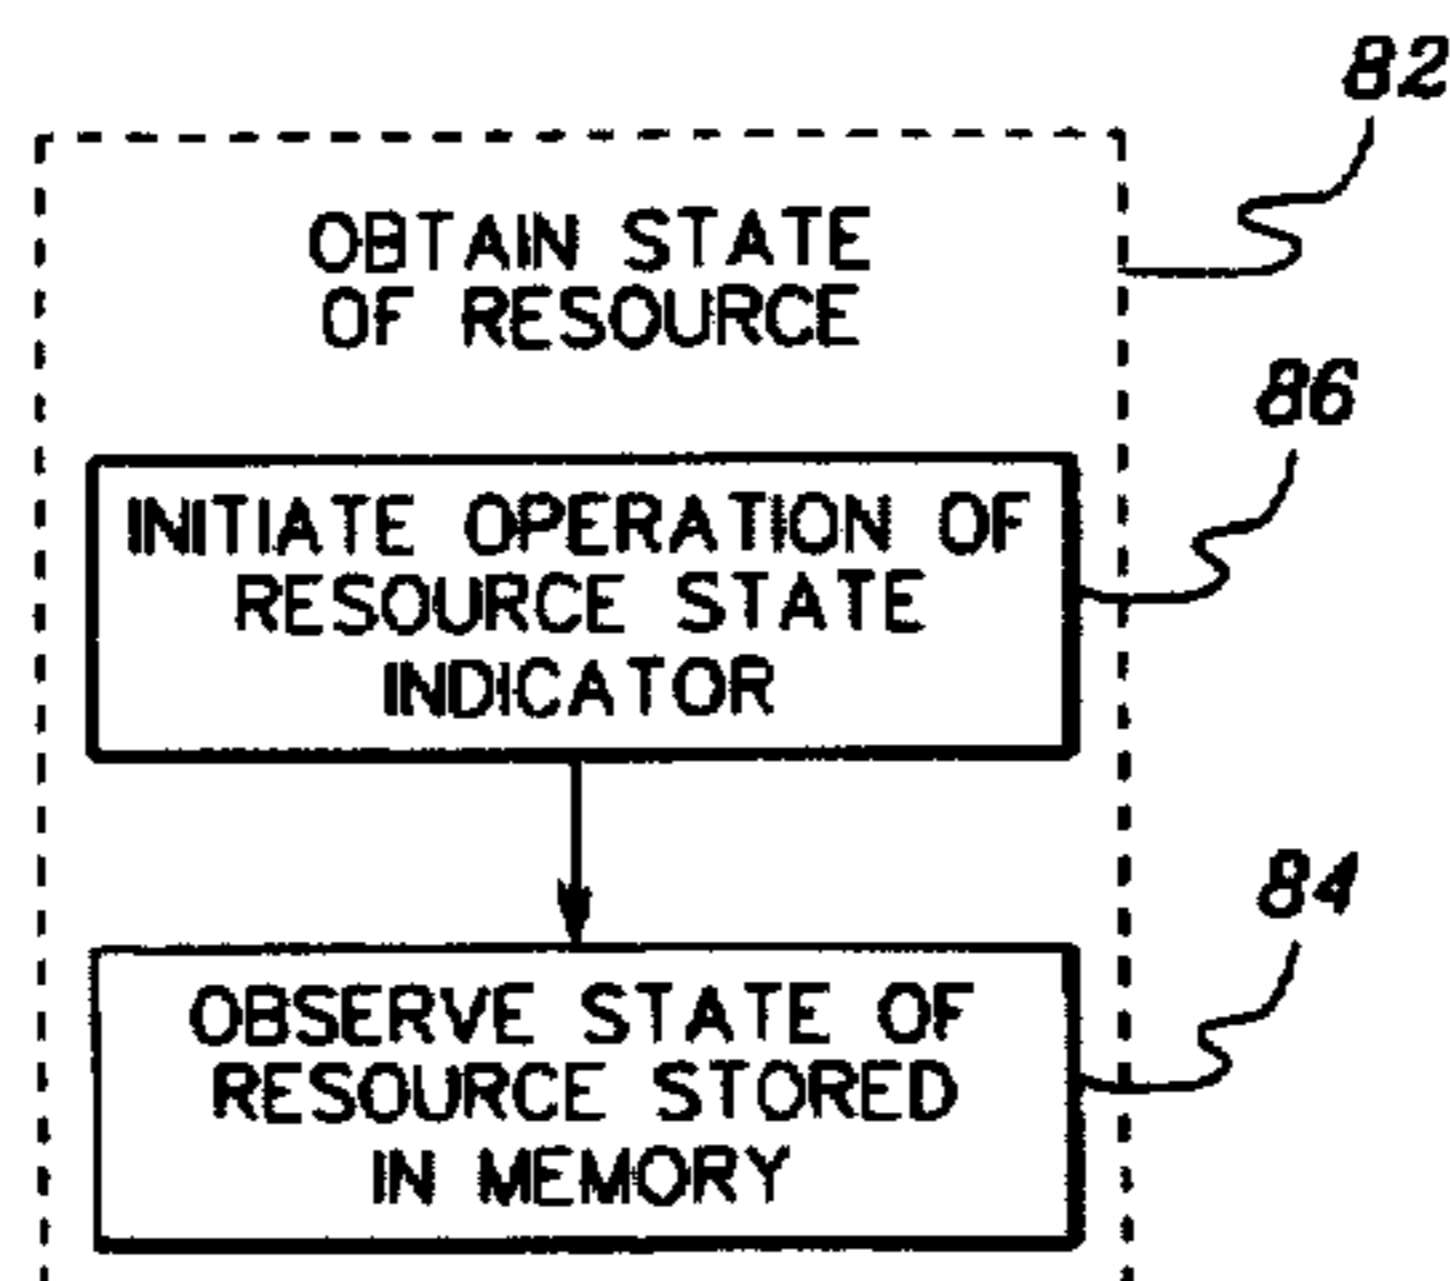 82
OBTAIN STATE
OF RESOURCE
86
INITIATE OPERATION OF
RESOURCE STATE
INDICATOR
84
OBSERVE STATE OF
RESOURCE STORED
IN MEMORY